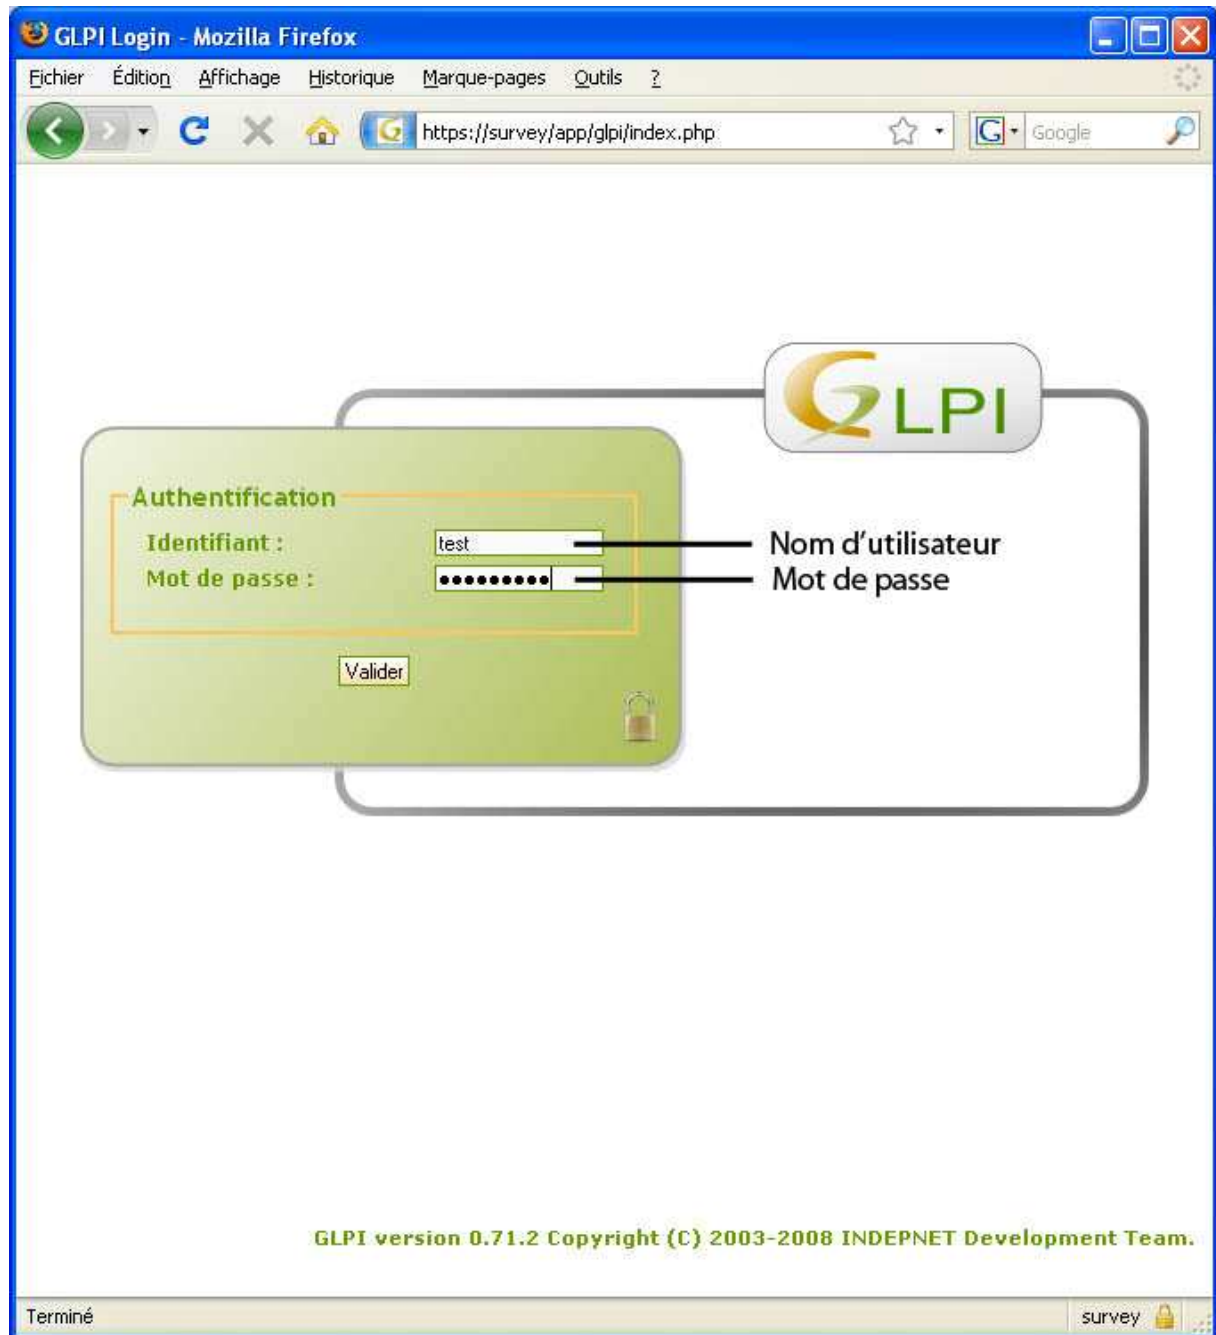 GLPI Login - Mozilla Firefox
Fichier Édition Affichage Historique Marque-pages Outils ?
https://survey/app/glpi/index.php G Google
GLPI
Authentification
Identifiant : test Nom d'utilisateur
Mot de passe : ●●●●●●●●● Mot de passe
Valider
GLPI version 0.71.2 Copyright (C) 2003-2008 INDEPNET Development Team.
Terminé survey